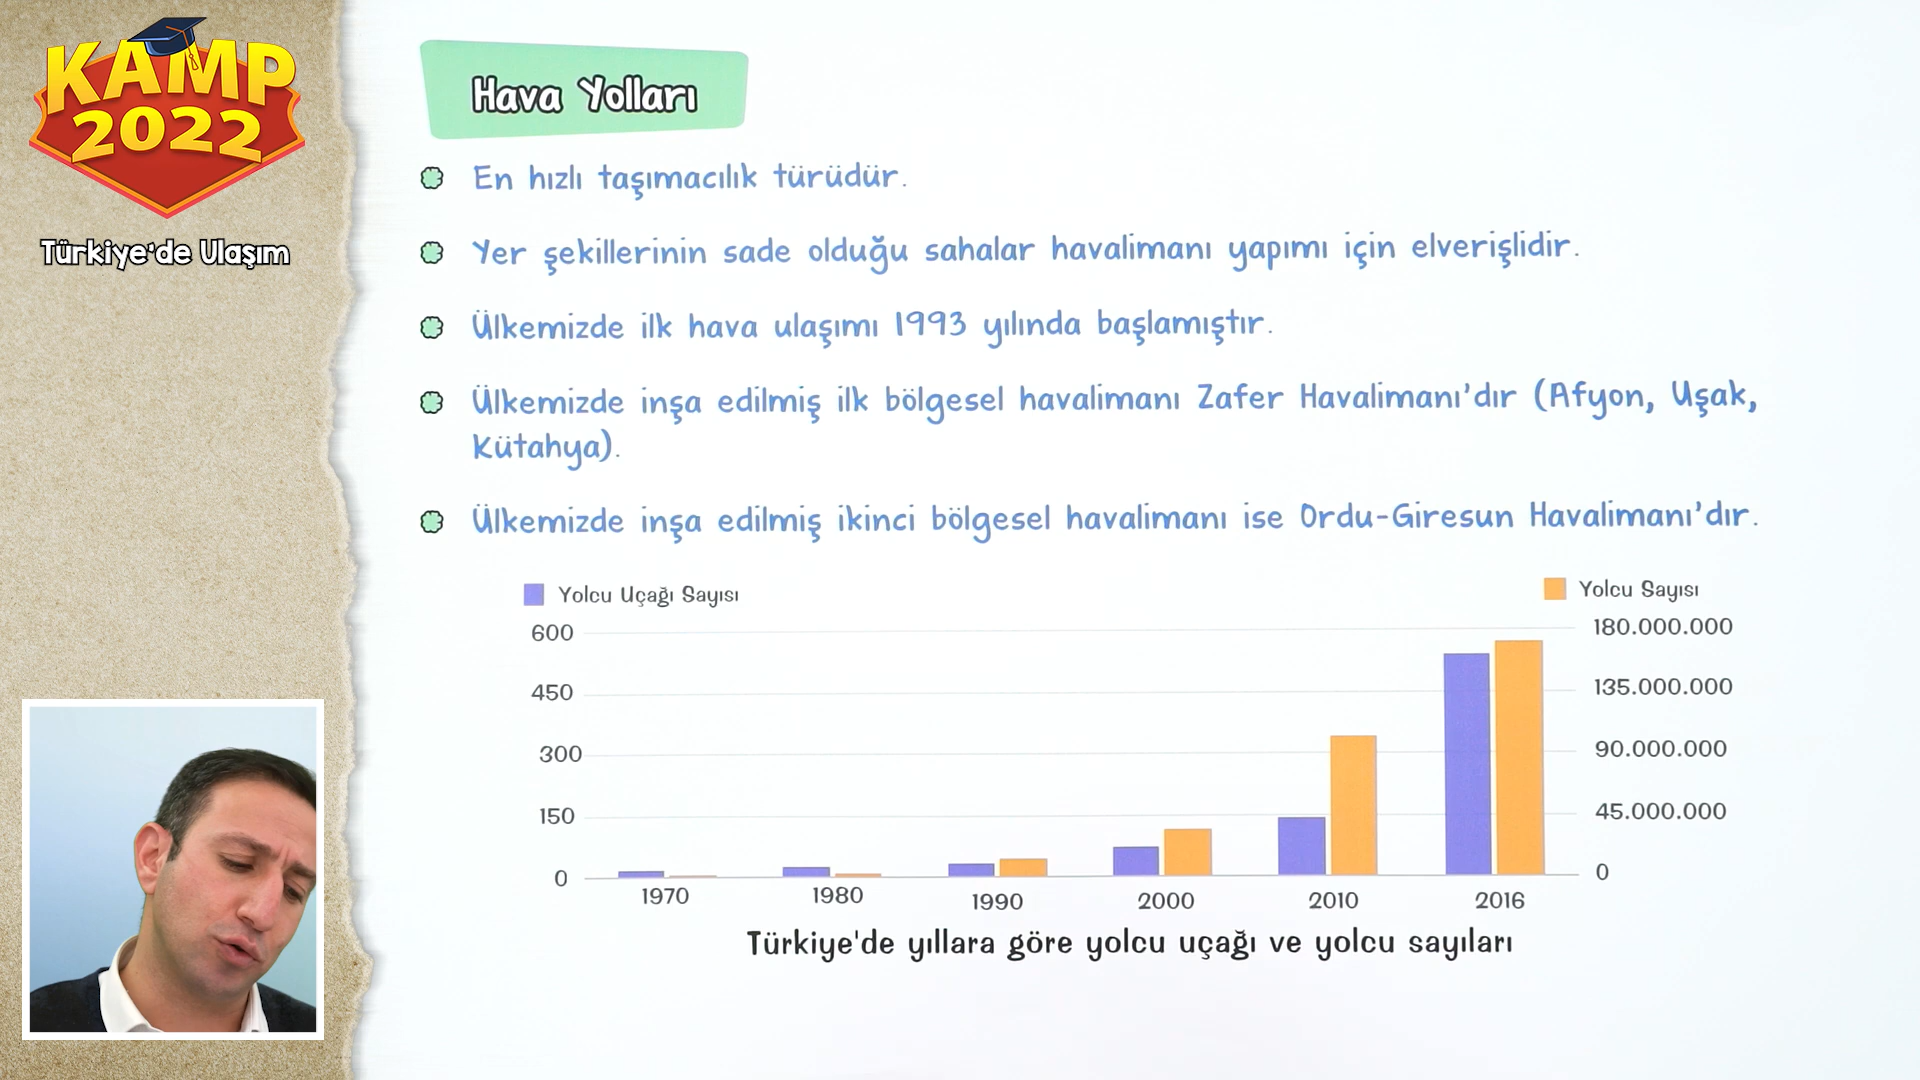 KAMP
2022
Türkiye'de Ulaşım
Hava Yolları
En hızlı taşımacılık türüdür.
Yer şekillerinin sade olduğu sahalar havalimanı yapımı için elverişlidir.
Ülkemizde ilk hava ulaşımı 1993 yılında başlamıştır.
Ülkemizde inşa edilmiş ilk bölgesel havalimanı Zafer Havalimanı'dır (Afyon, Uşak,
Kütahya).
Ülkemizde inşa edilmiş ikinci bölgesel havalimanı ise Ordu-Giresun Havalimanı'dır.
Yolcu Uçağı Sayısı
Yolcu Sayısı
600
180.000.000
450
135.000.000
300
90.000.000
150
45.000.000
0
0
1970 1980 1990 2000 2010 2016
Türkiye'de yıllara göre yolcu uçağı ve yolcu sayıları